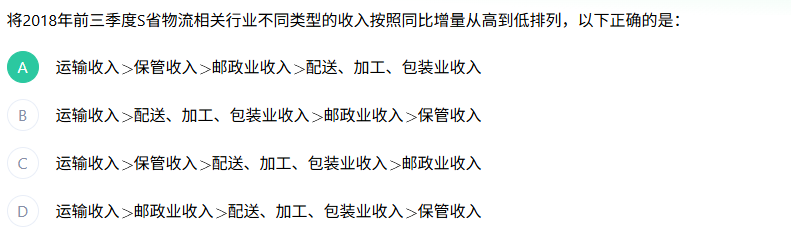 将2018年前三季度S省物流相关行业不同类型的收入按照同比增量从高到低排列，以下正确的是：
A 运输收入>保管收入>邮政业收入>配送、加工、包装业收入
B 运输收入>配送、加工、包装业收入>邮政业收入>保管收入
C 运输收入>保管收入>配送、加工、包装业收入>邮政业收入
D 运输收入>邮政业收入>配送、加工、包装业收入>保管收入